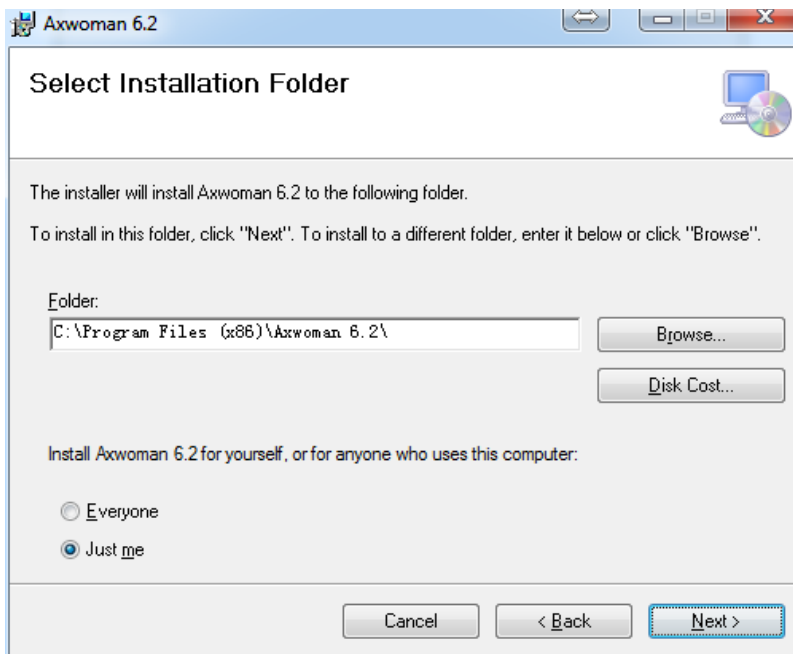 Axwoman 6.2
Select Installation Folder
The installer will install Axwoman 6.2 to the following folder.
To install in this folder, click "Next". To install to a different folder, enter it below or click "Browse".
Folder:
C:\Program Files (x86)\Axwoman 6.2\
Browse...
Disk Cost...
Install Axwoman 6.2 for yourself, or for anyone who uses this computer:
Everyone
Just me
Cancel
< Back
Next >